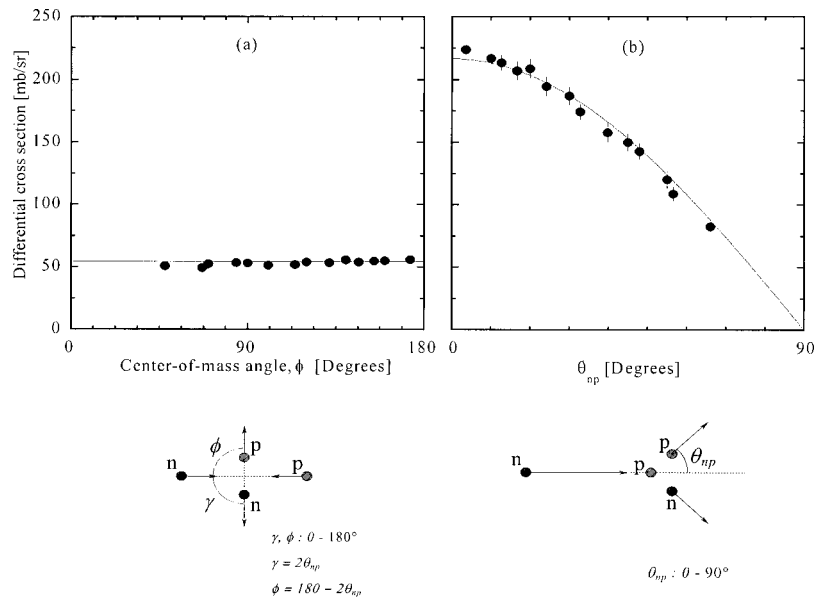 Differential cross section [mb/sr]
250
200
150
100
50
0
(a)
0
90
180
Center-of-mass angle, ϕ [Degrees]
(b)
0
90
θnp [Degrees]
n
ϕ
p
p
γ
n
γ, ϕ : 0 - 180°
γ = 2θnp
ϕ = 180 - 2θnp
n
p
p
θnp
n
θnp : 0 - 90°